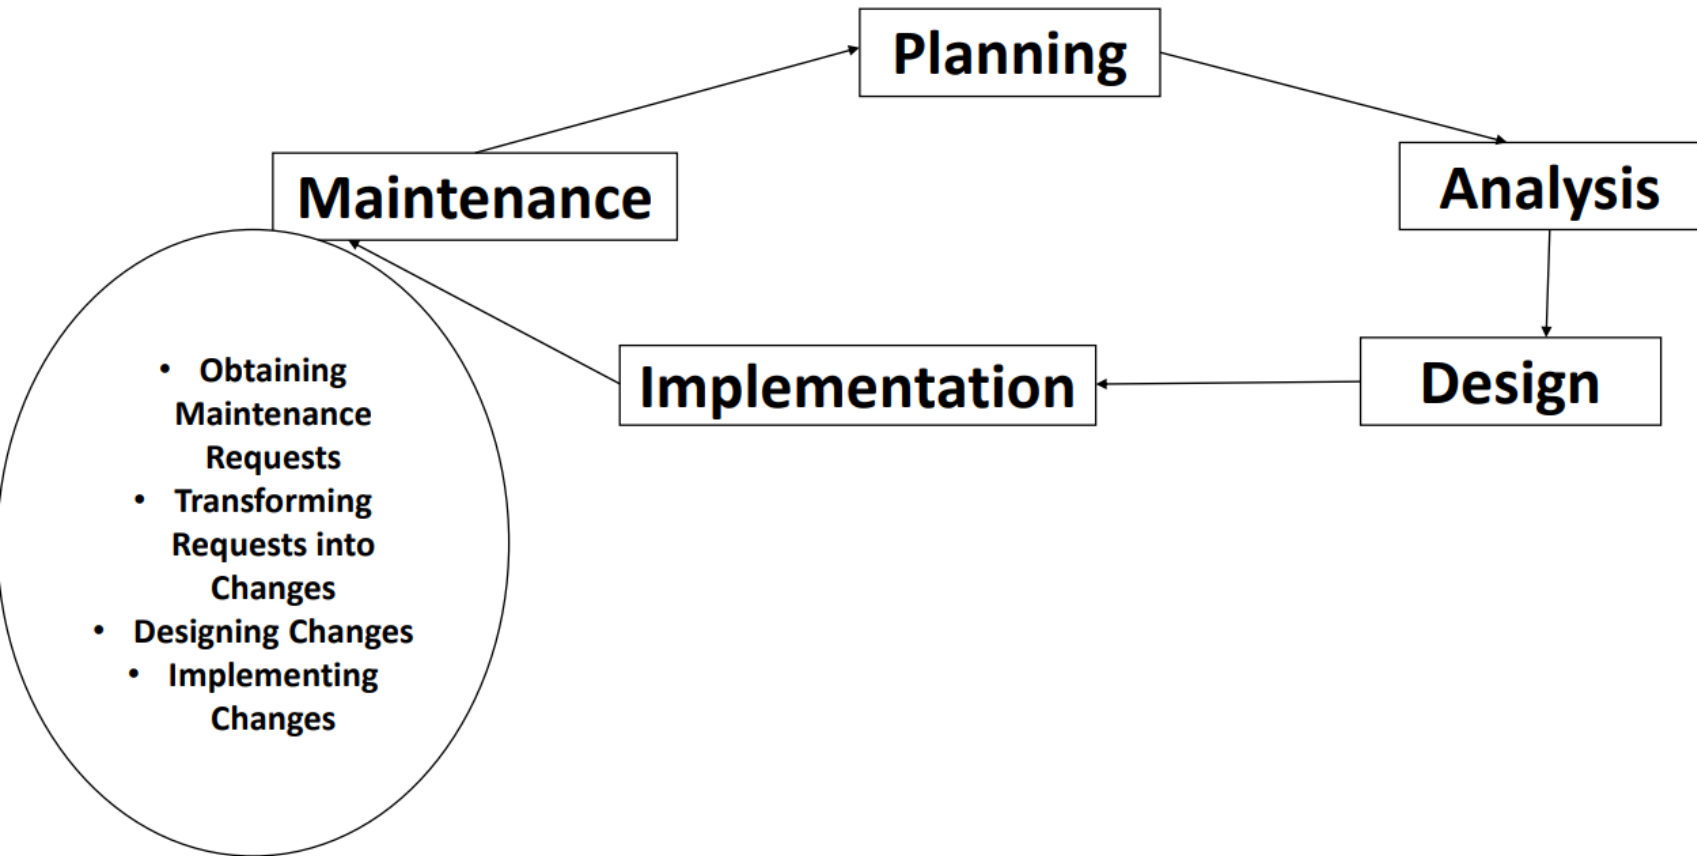 Planning
Maintenance
Analysis
Implementation
Design
• Obtaining
Maintenance
Requests
• Transforming
Requests into
Changes
• Designing Changes
• Implementing
Changes